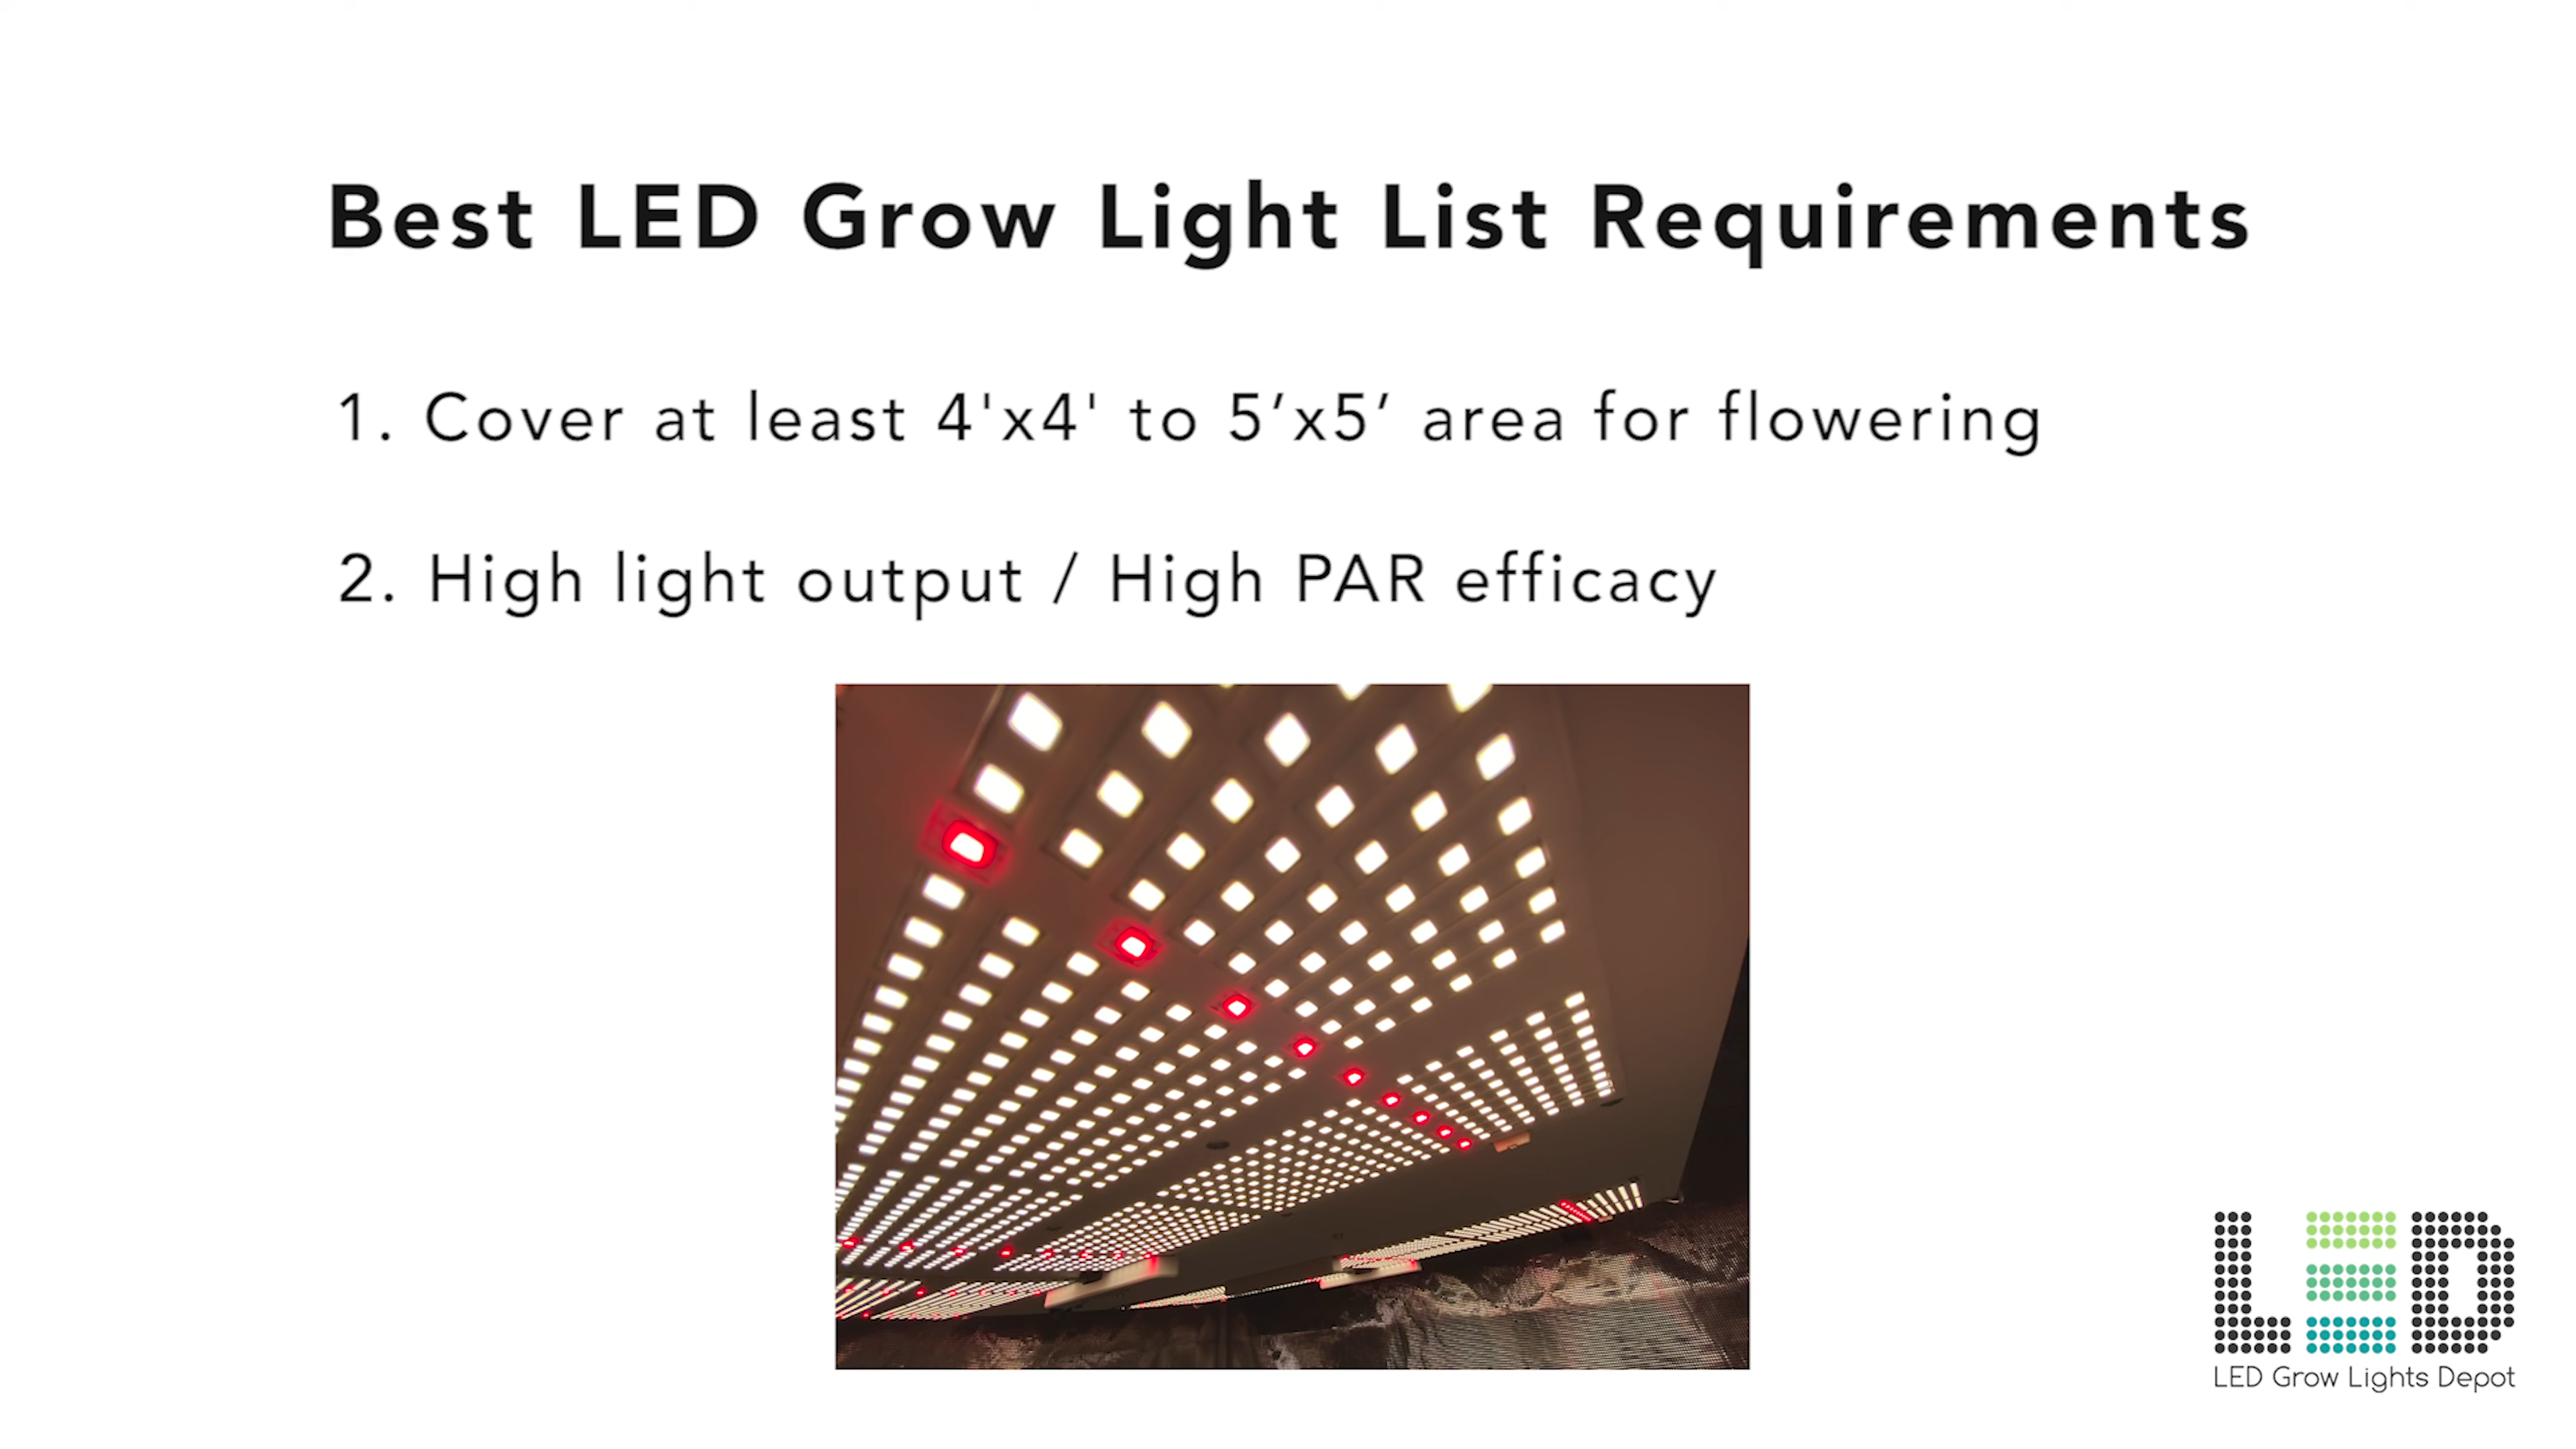 Best LED Grow Light List Requirements
1. Cover at least 4'x4' to 5’x5’ area for flowering
2. High light output / High PAR efficacy
LED
LED Grow Lights Depot